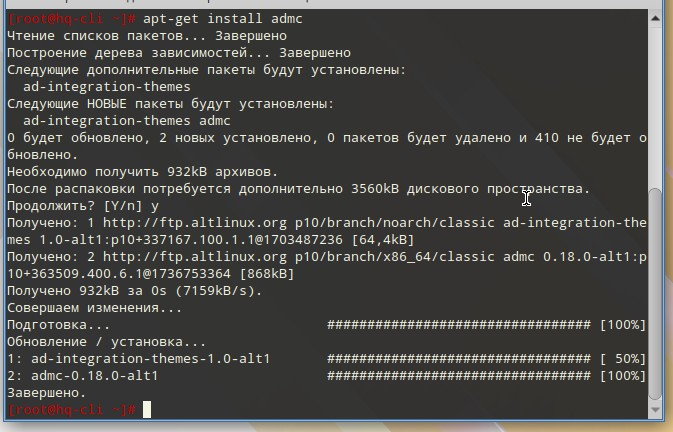 [root@hq-cli ~]# apt-get install admc
Чтение списков пакетов... Завершено
Построение дерева зависимостей... Завершено
Следующие дополнительные пакеты будут установлены:
  ad-integration-themes
Следующие НОВЫЕ пакеты будут установлены:
  ad-integration-themes admc
0 будет обновлено, 2 новых установлено, 0 пакетов будет удалено и 410 не будет о
бновлено.
Необходимо получить 932kB архивов.
После распаковки потребуется дополнительно 3560kB дискового пространства.
Продолжить? [Y/n] y
Получено: 1 http://ftp.altlinux.org p10/branch/noarch/classic ad-integration-the
mes 1.0-alt1:p10+337167.100.1.1@1703487236 [64,4kB]
Получено: 2 http://ftp.altlinux.org p10/branch/x86_64/classic admc 0.18.0-alt1:p
10+363509.400.6.1@1736753364 [868kB]
Получено 932kB за 0s (7159kB/s).
Совершаем изменения...
Подготовка... ################################# [100%]
Обновление / установка...
1: ad-integration-themes-1.0-alt1 ################################# [ 50%]
2: admc-0.18.0-alt1 ################################# [100%]
Завершено.
[root@hq-cli ~]#